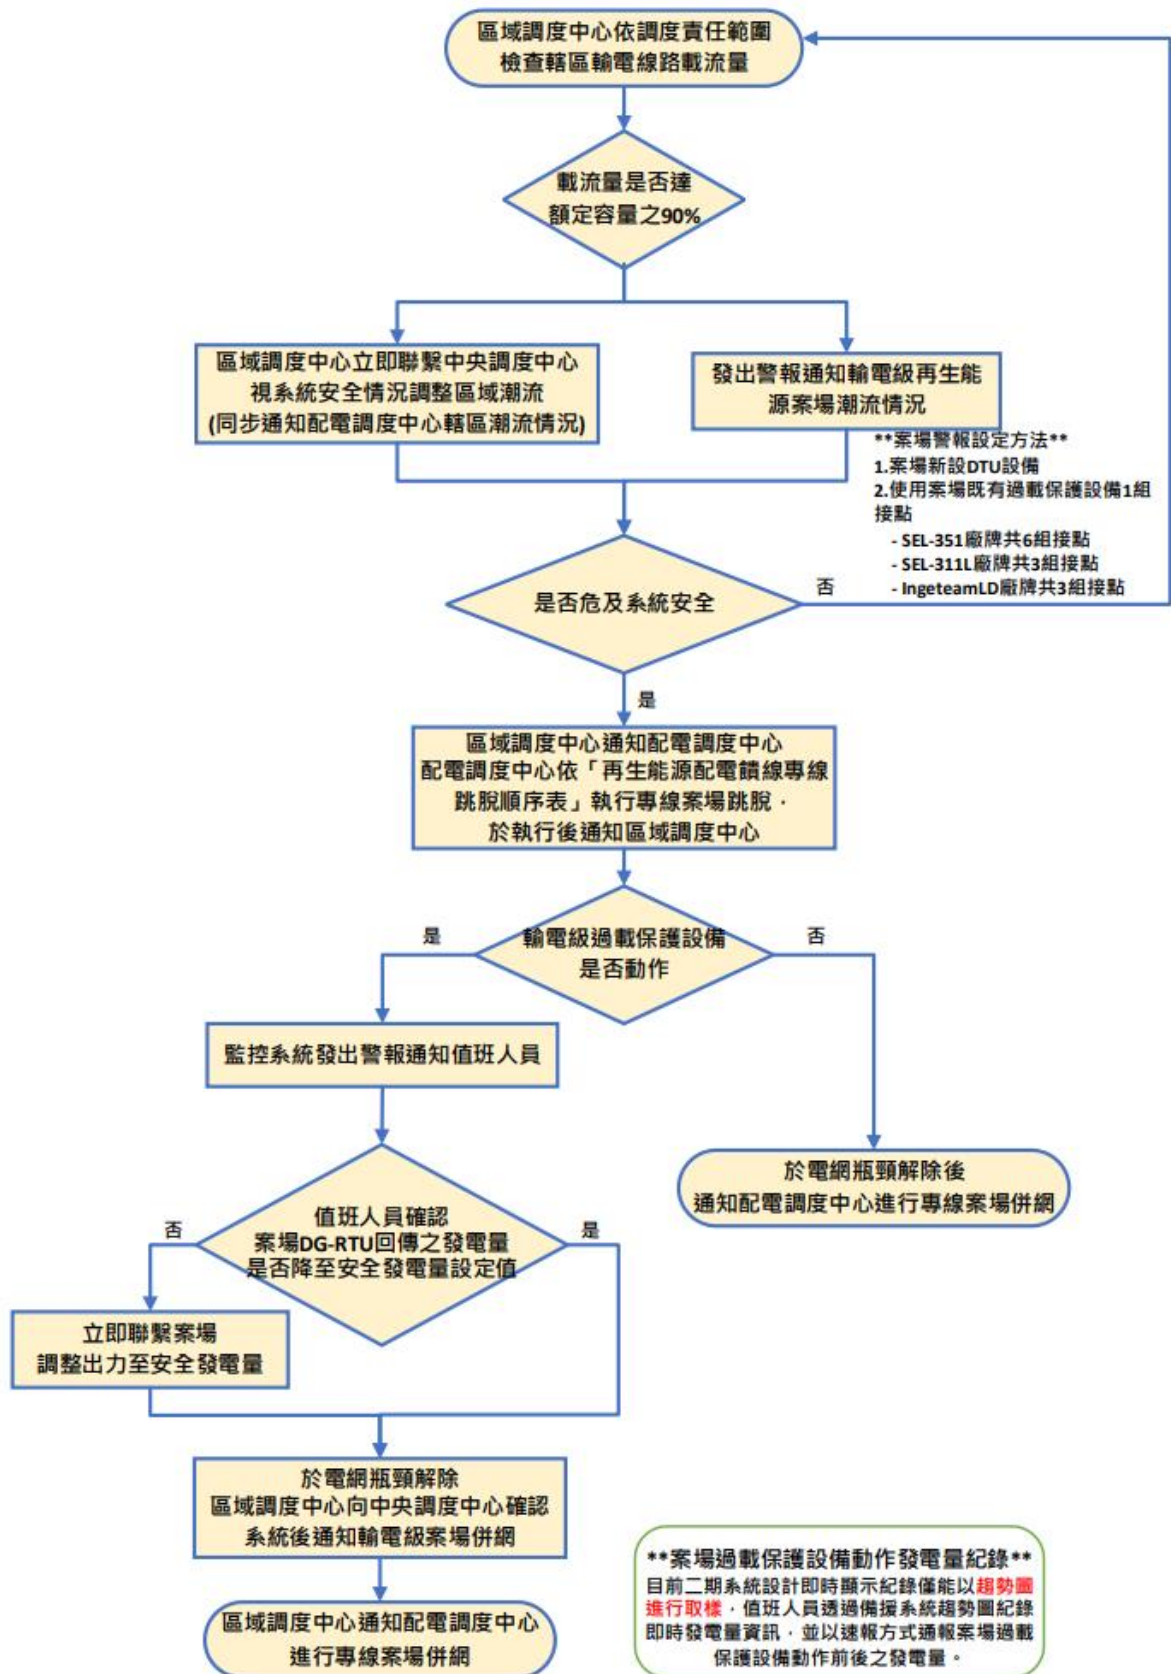 區域調度中心依調度責任範圍
檢查轄區輸電線路載流量
載流量是否達
額定容量之90%
區域調度中心立即聯繫中央調度中心
視系統安全情況調整區域潮流
(同步通知配電調度中心轄區潮流情況)
發出警報通知輸電級再生能
源案場潮流情況
**案場警報設定方法**
1.案場新設DTU設備
2.使用案場既有過載保護設備1組
接點
- SEL-351廠牌共6組接點
- SEL-311L廠牌共3組接點
- IngeteamLD廠牌共3組接點
是否危及系統安全
否
是
區域調度中心通知配電調度中心
配電調度中心依「再生能源配電饋線專線
跳脫順序表」執行專線案場跳脫，
於執行後通知區域調度中心
輸電級過載保護設備
是否動作
是
否
監控系統發出警報通知值班人員
於電網瓶頸解除後
通知配電調度中心進行專線案場併網
值班人員確認
案場DG-RTU回傳之發電量
是否降至安全發電量設定值
否
是
立即聯繫案場
調整出力至安全發電量
於電網瓶頸解除
區域調度中心向中央調度中心確認
系統後通知輸電級案場併網
區域調度中心通知配電調度中心
進行專線案場併網
**案場過載保護設備動作發電量紀錄**
目前二期系統設計即時顯示紀錄僅能以趨勢圖
進行取樣，值班人員透過備援系統趨勢圖紀錄
即時發電量資訊，並以速報方式通報案場過載
保護設備動作前後之發電量。